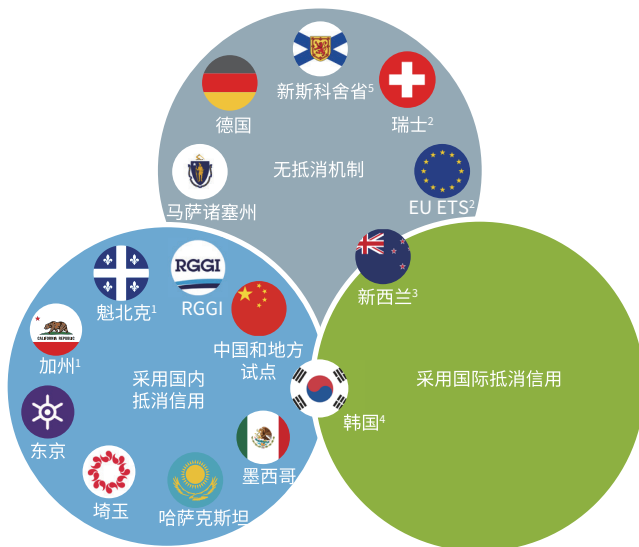 新斯科舍省5
德国
瑞士2
无抵消机制
马萨诸塞州
EU ETS2
RGGI
新西兰3
魁北克1
RGGI
CALIFORNIA REPUBLIC
加州1
中国和地方
试点
采用国内
抵消信用
采用国际抵消信用
韩国4
东京
墨西哥
埼玉
哈萨克斯坦